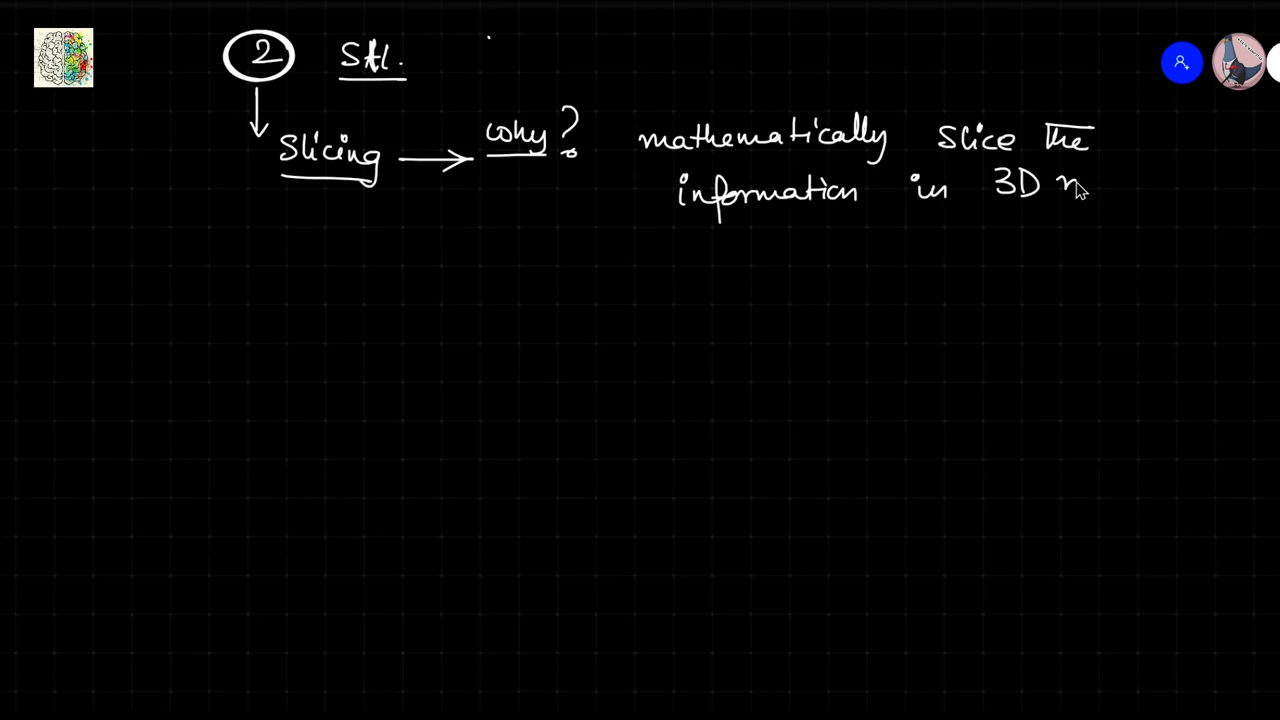 2 Stl.
Slicing → why? mathematically slice the
information in 3D